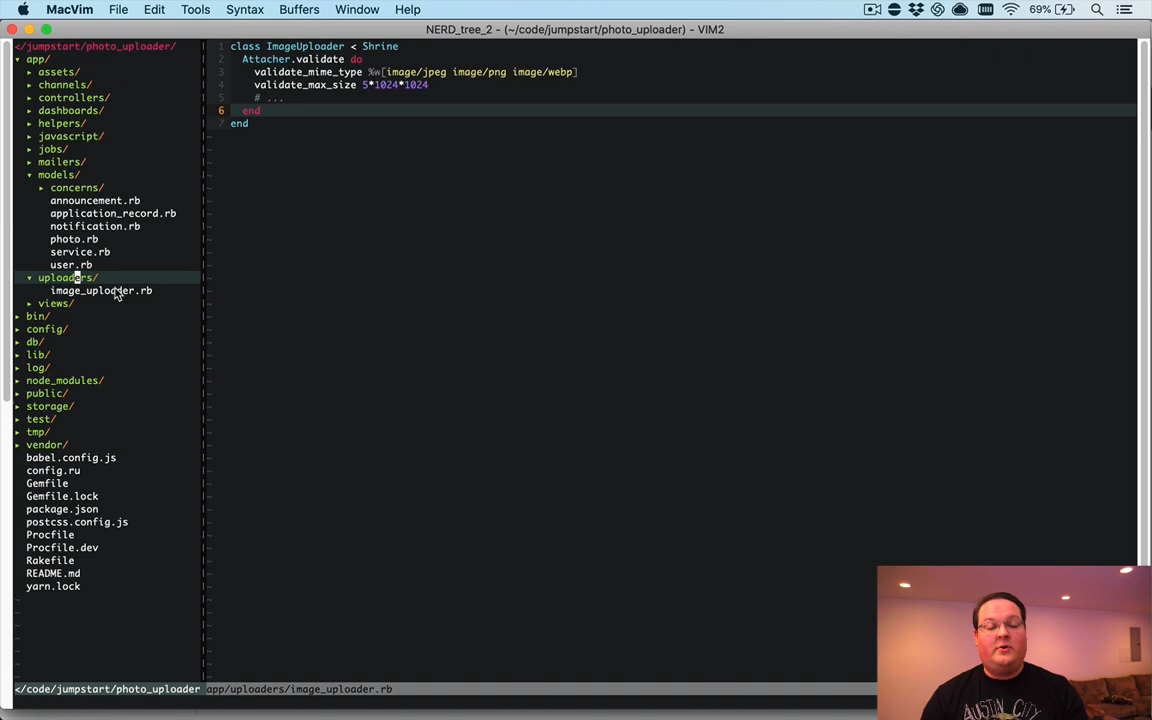 MacVim File Edit Tools Syntax Buffers Window Help 69%
NERD_tree_2 - (~/code/jumpstart/photo_uploader) - VIM2
</jumpstart/photo_uploader/
▾ app/
▸ assets/
▸ channels/
▸ controllers/
▸ dashboards/
▸ helpers/
▸ javascript/
▸ jobs/
▸ mailers/
▾ models/
▸ concerns/
announcement.rb
application_record.rb
notification.rb
photo.rb
service.rb
user.rb
▾ uploaders/
image_uploader.rb
▸ views/
▸ bin/
▸ config/
▸ db/
▸ lib/
▸ log/
▸ node_modules/
▸ public/
▸ storage/
▸ test/
▸ tmp/
▸ vendor/
babel.config.js
config.ru
Gemfile
Gemfile.lock
package.json
postcss.config.js
Procfile
Procfile.dev
Rakefile
README.md
yarn.lock
1 class ImageUploader < Shrine
2 Attacher.validate do
3 validate_mime_type %w[image/jpeg image/png image/webp]
4 validate_max_size 5*1024*1024
5 # ...
6 end
7 end
</code/jumpstart/photo_uploader app/uploaders/image_uploader.rb
AUSTIN CITY